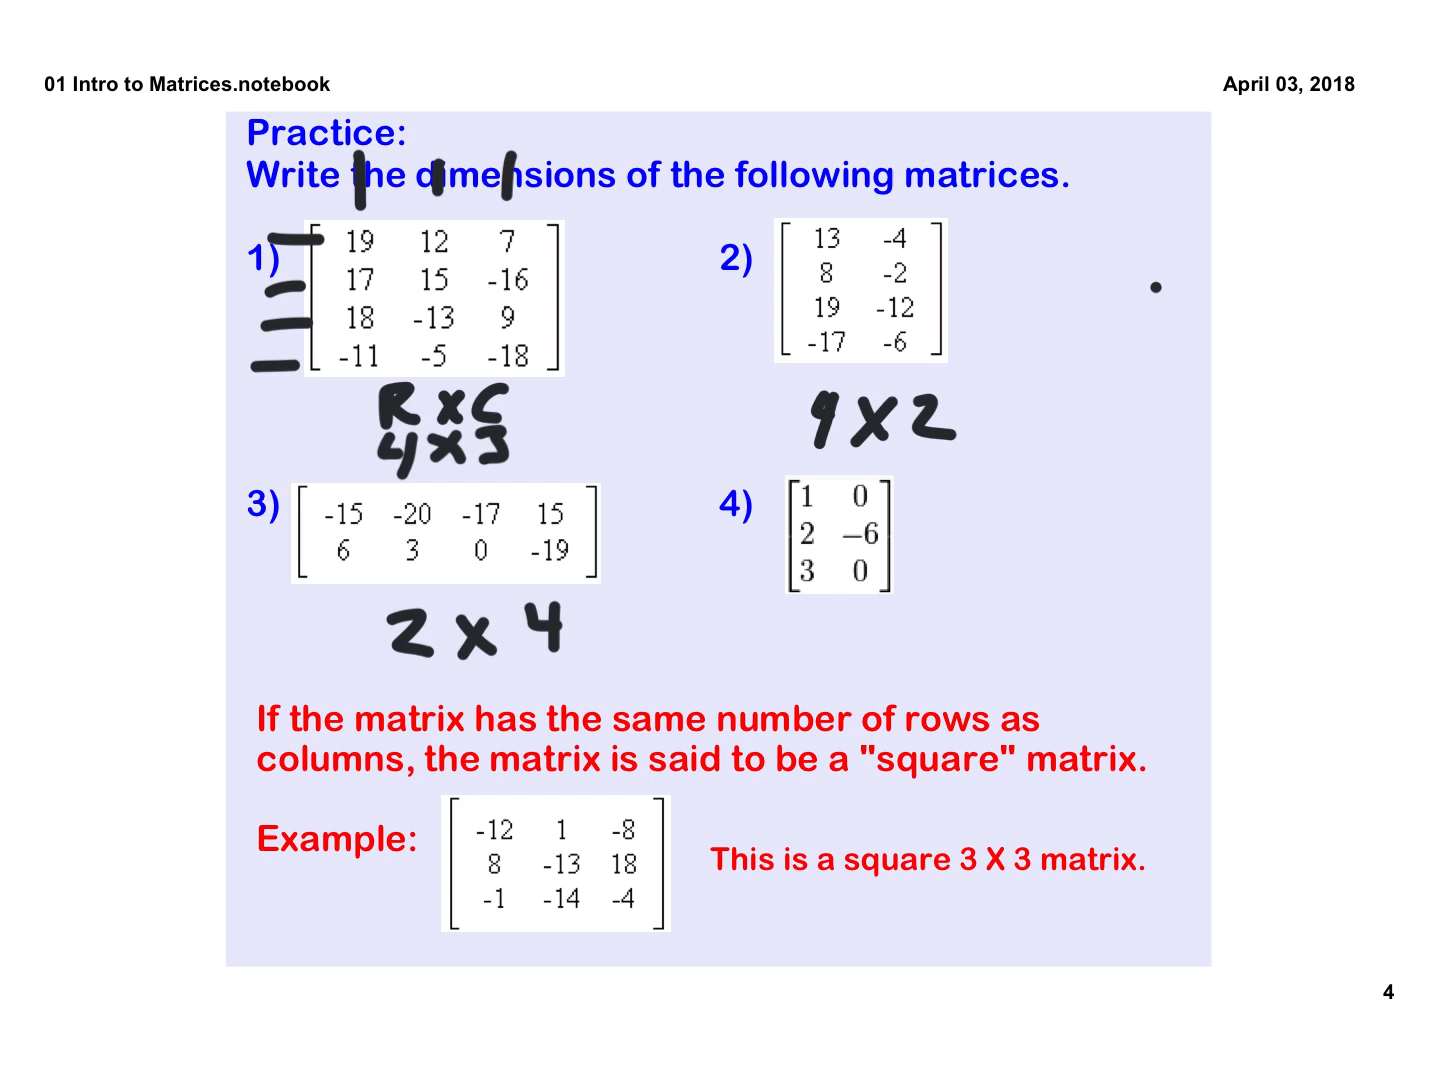 01 Intro to Matrices.notebook
April 03, 2018
Practice:
Write the dimensions of the following matrices.
1)
19 12 7
17 15 -16
18 -13 9
-11 -5 -18
R x C
4 x 3
2)
13 -4
8 -2
19 -12
-17 -6
4 x 2
3)
-15 -20 -17 15
6 3 0 -19
2 x 4
4)
1 0
2 −6
3 0
If the matrix has the same number of rows as
columns, the matrix is said to be a "square" matrix.
Example:
-12 1 -8
8 -13 18
-1 -14 -4
This is a square 3 X 3 matrix.
4